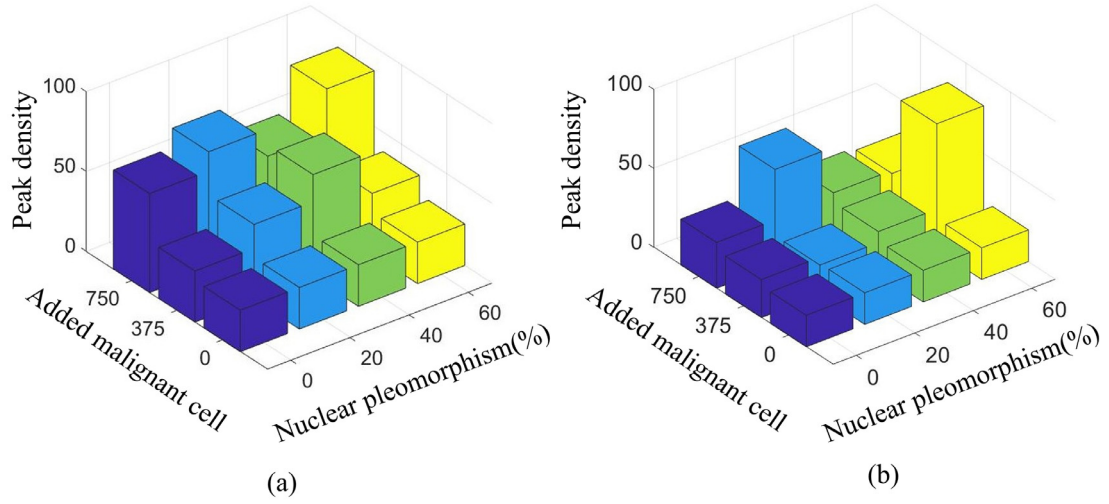 100
50
0
Peak density
750
375
0
Added malignant cell
0
20
40
60
Nuclear pleomorphism(%)
(a)
100
50
0
Peak density
750
375
0
Added malignant cell
0
20
40
60
Nuclear pleomorphism(%)
(b)